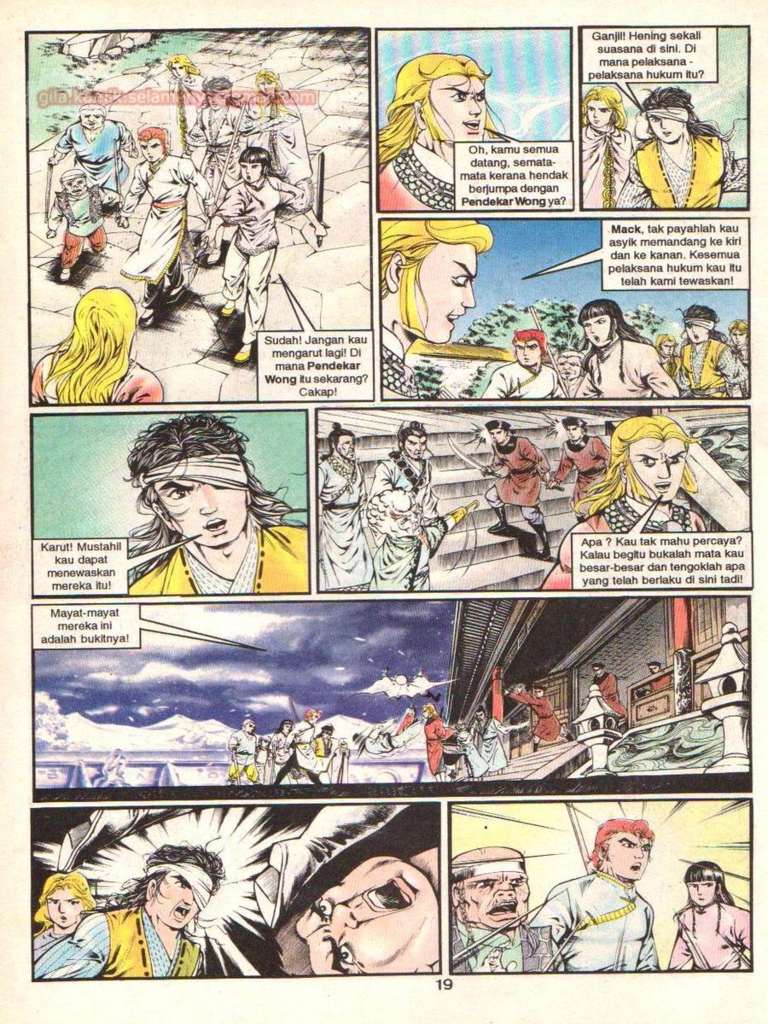 Sudah! Jangan kau
mengarut lagi! Di
mana Pendekar
Wong itu sekarang?
Cakap!
Oh, kamu semua
datang, semata-
mata kerana hendak
berjumpa dengan
Pendekar Wong ya?
Ganjil! Hening sekali
suasana di sini. Di
mana pelaksana -
pelaksana hukum itu?
Mack, tak payahlah kau
asyik memandang ke kiri
dan ke kanan. Kesemua
pelaksana hukum kau itu
telah kami tewaskan!
Karut! Mustahil
kau dapat
menewaskan
mereka itu!
Apa ? Kau tak mahu percaya?
Kalau begitu bukalah mata kau
besar-besar dan tengoklah apa
yang telah berlaku di sini tadi!
Mayat-mayat
mereka ini
adalah bukitnya!
19